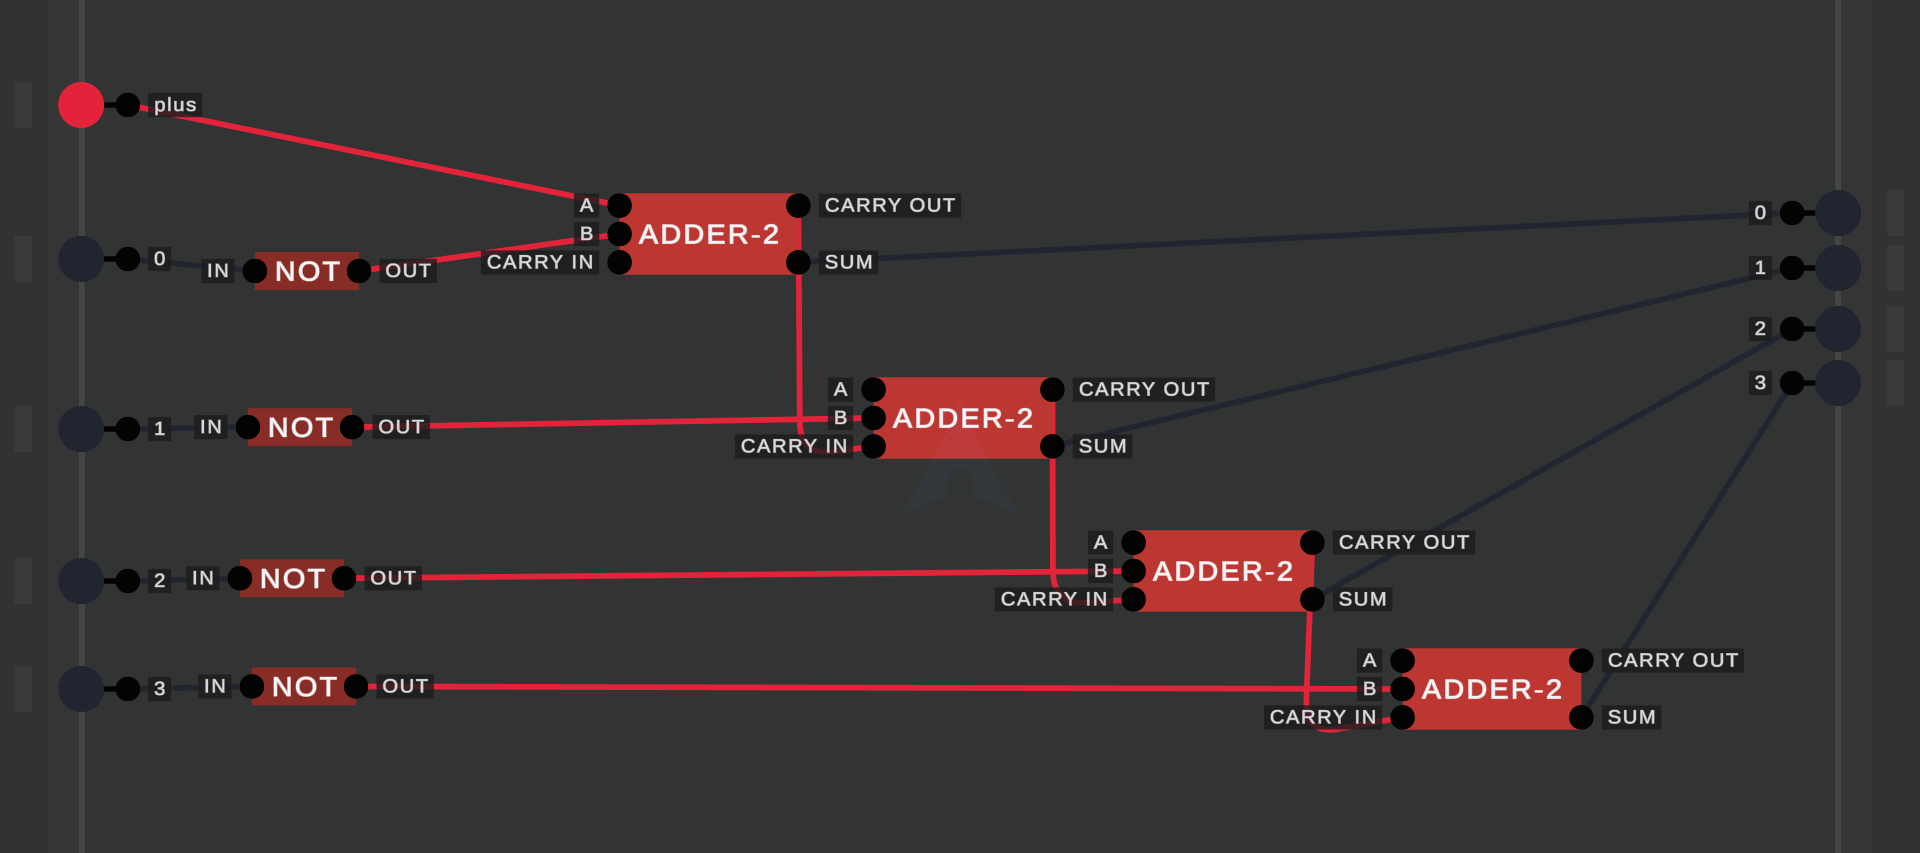 plus
A
CARRY OUT
B
ADDER-2
CARRY IN
SUM
0
IN
NOT
OUT
0
1
2
3
A
CARRY OUT
B
ADDER-2
CARRY IN
SUM
1
IN
NOT
OUT
A
CARRY OUT
B
ADDER-2
CARRY IN
SUM
2
IN
NOT
OUT
A
CARRY OUT
B
ADDER-2
CARRY IN
SUM
3
IN
NOT
OUT